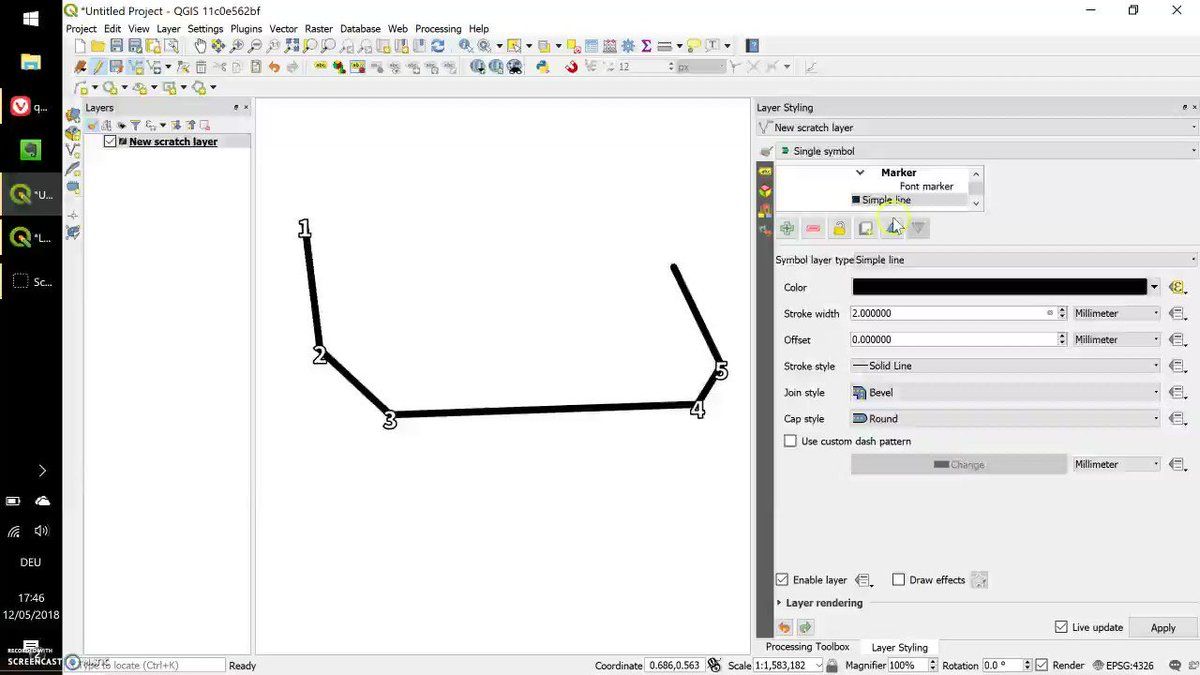 *Untitled Project - QGIS 11c0e562bf
Project Edit View Layer Settings Plugins Vector Raster Database Web Processing Help
12 px
Layers
New scratch layer
Layer Styling
New scratch layer
Single symbol
Marker
Font marker
Simple line
Symbol layer type Simple line
Color
Stroke width 2.000000 Millimeter
Offset 0.000000 Millimeter
Stroke style Solid Line
Join style Bevel
Cap style Round
Use custom dash pattern
Change Millimeter
Enable layer Draw effects
Layer rendering
Live update Apply
Processing Toolbox Layer Styling
1
2
3
4
5
q...
*U...
*L...
Sc...
DEU
17:46
12/05/2018
RECORDED WITH
SCREENCAST
Type to locate (Ctrl+K) Ready Coordinate 0.686,0.563 Scale 1:1,583,182 Magnifier 100% Rotation 0.0 ° Render EPSG:4326